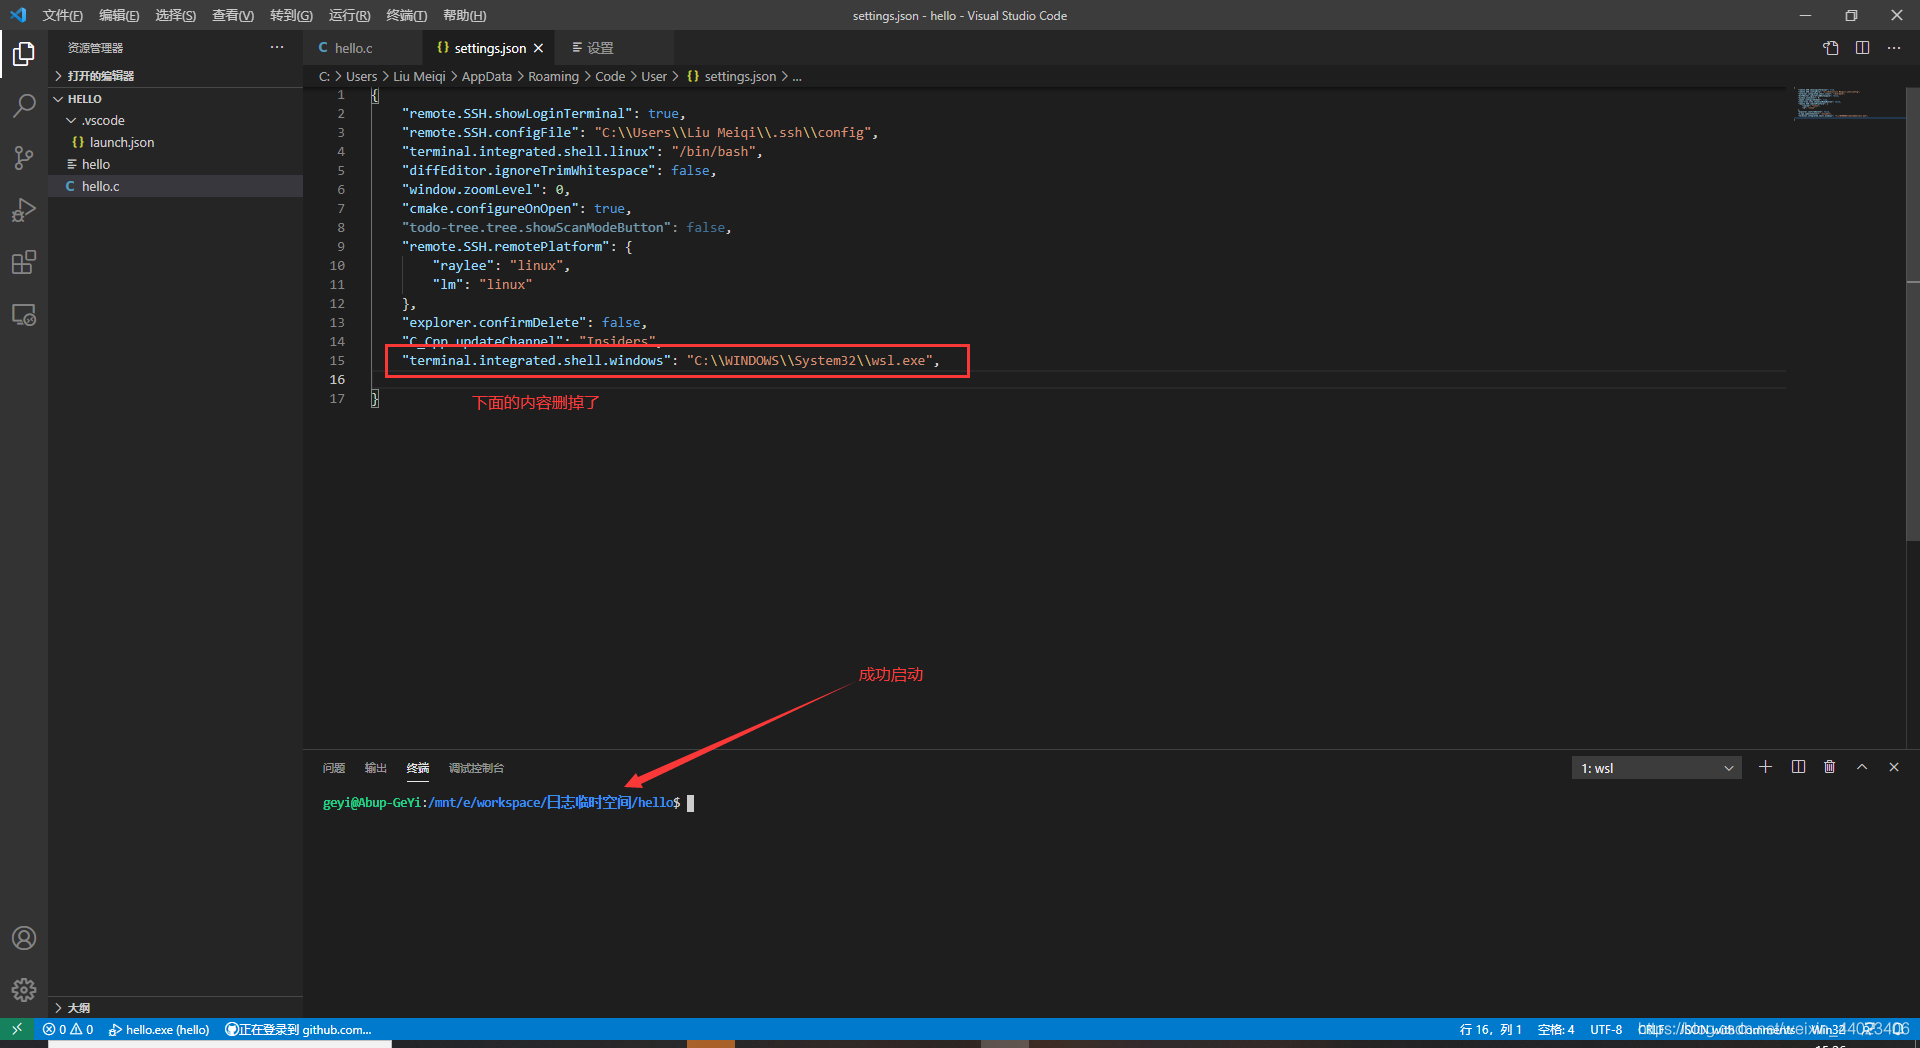 文件(F) 编辑(E) 选择(S) 查看(V) 转到(G) 运行(R) 终端(T) 帮助(H) settings.json - hello - Visual Studio Code
资源管理器
打开的编辑器
HELLO
.vscode
{} launch.json
hello
C hello.c
大纲
C hello.c {} settings.json 设置
C: > Users > Liu Meiqi > AppData > Roaming > Code > User > {} settings.json > ...
1 {
2 "remote.SSH.showLoginTerminal": true,
3 "remote.SSH.configFile": "C:\\Users\\Liu Meiqi\\.ssh\\config",
4 "terminal.integrated.shell.linux": "/bin/bash",
5 "diffEditor.ignoreTrimWhitespace": false,
6 "window.zoomLevel": 0,
7 "cmake.configureOnOpen": true,
8 "todo-tree.tree.showScanModeButton": false,
9 "remote.SSH.remotePlatform": {
10 "raylee": "linux",
11 "lm": "linux"
12 },
13 "explorer.confirmDelete": false,
14 "C_Cpp.updateChannel": "Insiders",
15 "terminal.integrated.shell.windows": "C:\\WINDOWS\\System32\\wsl.exe",
16
17 }
下面的内容删掉了
成功启动
问题 输出 终端 调试控制台 1: wsl
geyi@Abup-GeYi:/mnt/e/workspace/日志临时空间/hello$
0 0 hello.exe (hello) 正在登录到 github.com... 行 16，列 1 空格: 4 UTF-8 CRLF JSON with Comments Win32
https://blog.csdn.net/weixin_44023406